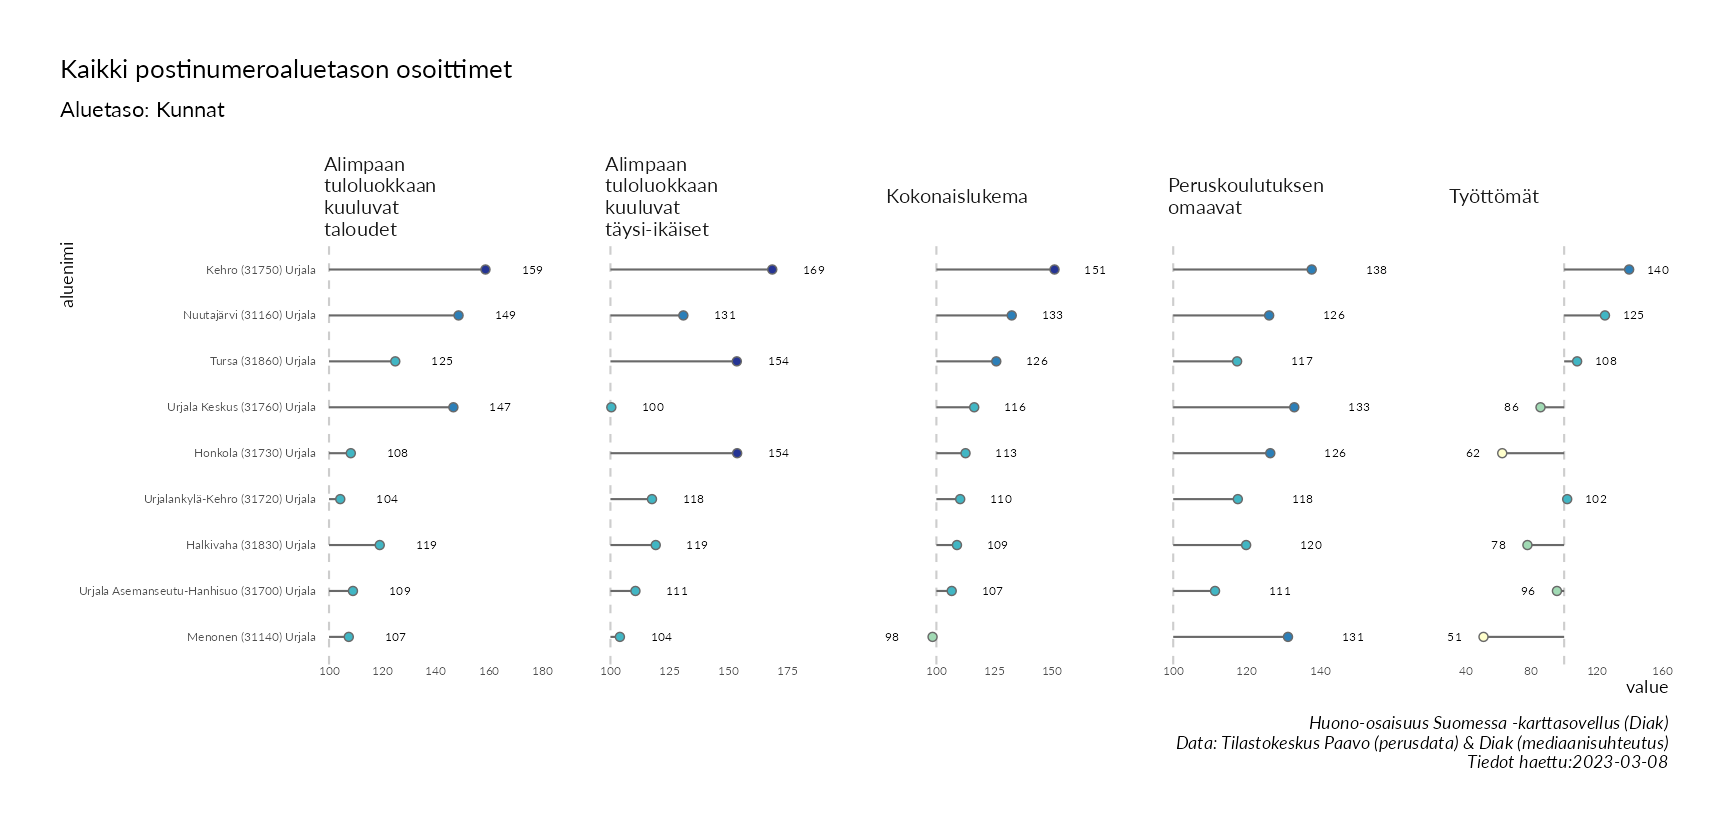 Kaikki postinumeroaluetason osoittimet
Aluetaso: Kunnat
Alimpaan
tuloluokkaan
kuuluvat
taloudet
Alimpaan
tuloluokkaan
kuuluvat
täysi-ikäiset
Kokonaislukema
Peruskoulutuksen
omaavat
Työttömät
aluenimi
Kehro (31750) Urjala 159 169 151 138 140
Nuutajärvi (31160) Urjala 149 131 133 126 125
Tursa (31860) Urjala 125 154 126 117 108
Urjala Keskus (31760) Urjala 147 100 116 133 86
Honkola (31730) Urjala 108 154 113 126 62
Urjalankylä-Kehro (31720) Urjala 104 118 110 118 102
Halkivaha (31830) Urjala 119 119 109 120 78
Urjala Asemanseutu-Hanhisuo (31700) Urjala 109 111 107 111 96
Menonen (31140) Urjala 107 104 98 131 51
100 120 140 160 180 100 125 150 175 100 125 150 100 120 140 40 80 120 160
value
Huono-osaisuus Suomessa -karttasovellus (Diak)
Data: Tilastokeskus Paavo (perusdata) & Diak (mediaanisuhteutus)
Tiedot haettu:2023-03-08